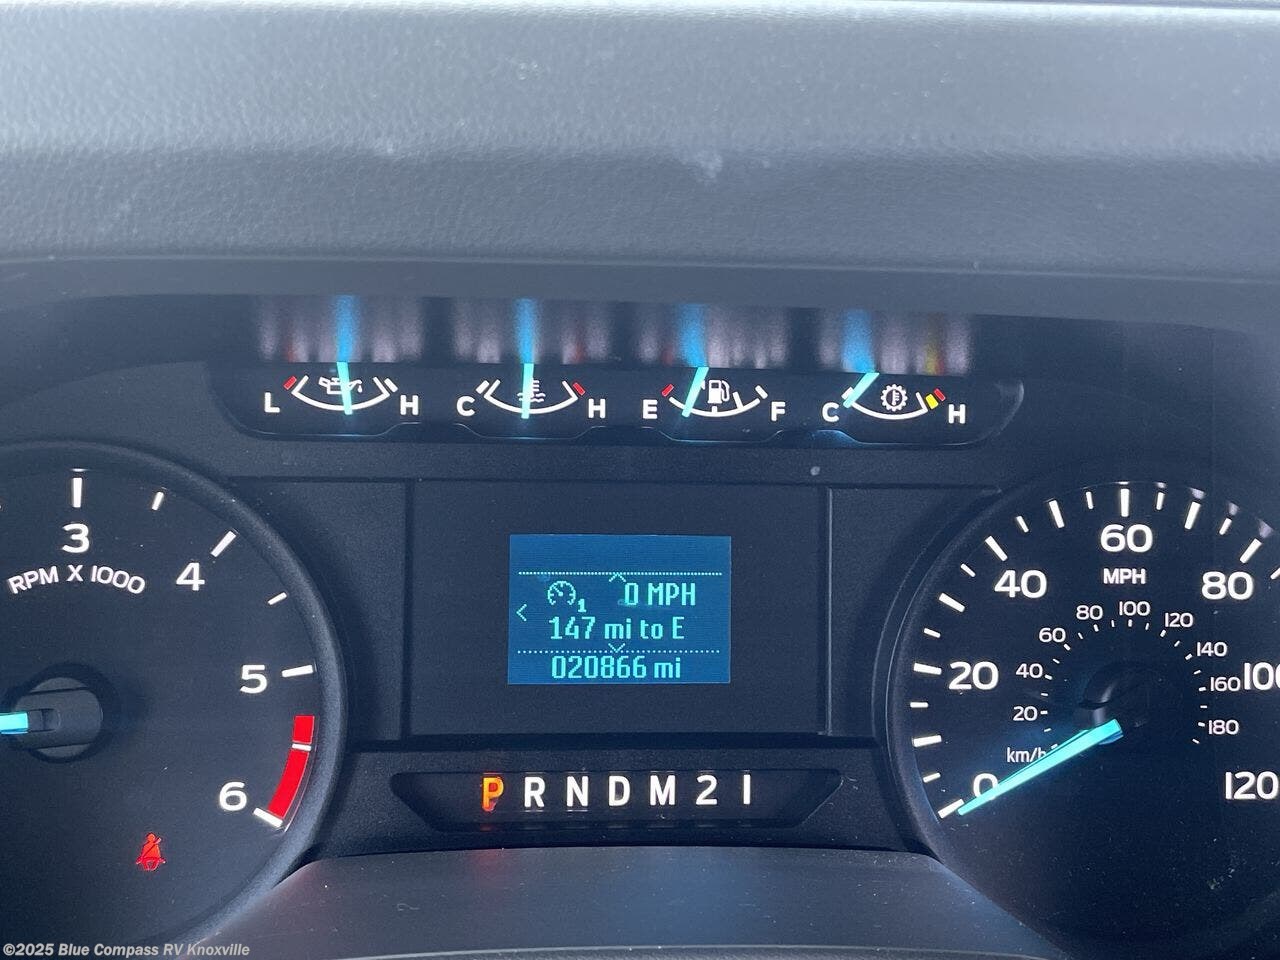 L H C H E F C H
3
4
5
6
RPM X 1000
0 MPH
1
147 mi to E
020866 mi
P R N D M 2 1
0 20 40 60 80 100 120
MPH
20 40 60 80 100 120 140 160 180
km/h
©2025 Blue Compass RV Knoxville